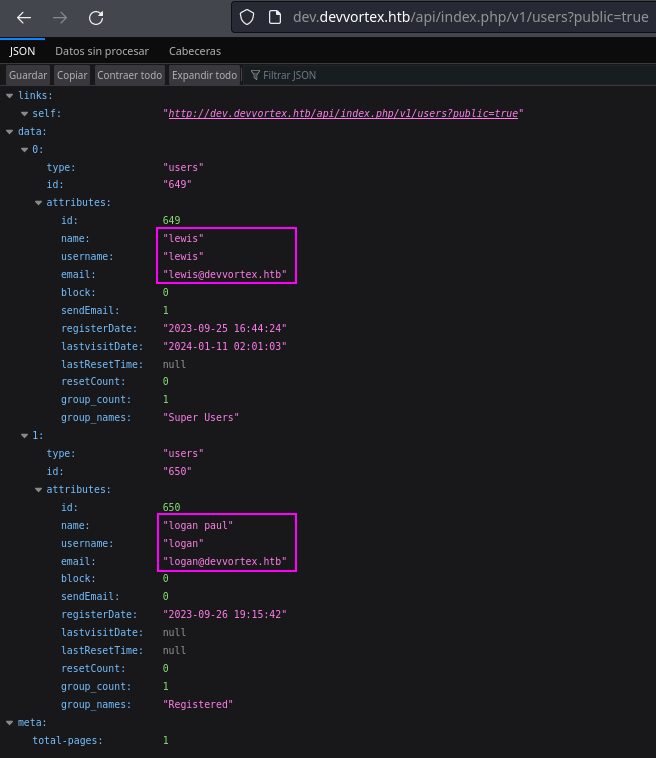 dev.devvortex.htb/api/index.php/v1/users?public=true
JSON Datos sin procesar Cabeceras
Guardar Copiar Contraer todo Expandir todo Filtrar JSON
links:
self: "http://dev.devvortex.htb/api/index.php/v1/users?public=true"
data:
0:
type: "users"
id: "649"
attributes:
id: 649
name: "lewis"
username: "lewis"
email: "lewis@devvortex.htb"
block: 0
sendEmail: 1
registerDate: "2023-09-25 16:44:24"
lastvisitDate: "2024-01-11 02:01:03"
lastResetTime: null
resetCount: 0
group_count: 1
group_names: "Super Users"
1:
type: "users"
id: "650"
attributes:
id: 650
name: "logan paul"
username: "logan"
email: "logan@devvortex.htb"
block: 0
sendEmail: 0
registerDate: "2023-09-26 19:15:42"
lastvisitDate: null
lastResetTime: null
resetCount: 0
group_count: 1
group_names: "Registered"
meta:
total-pages: 1